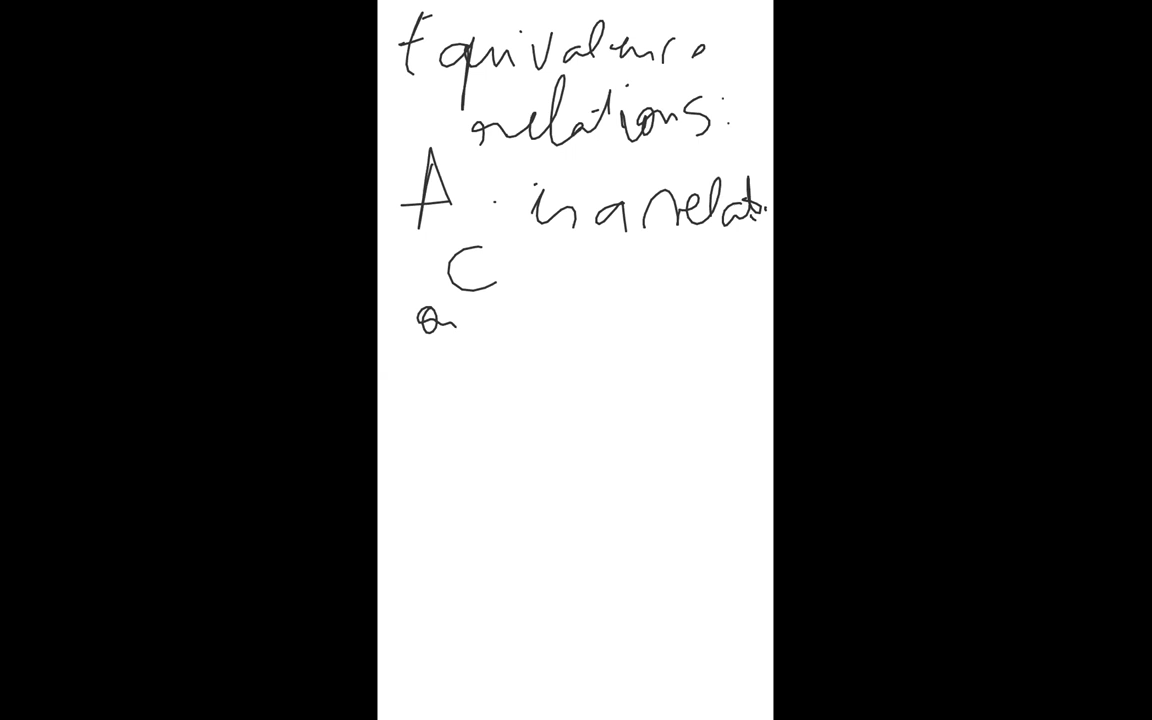 Equivalence
relations:
A . is a relat.
C
on